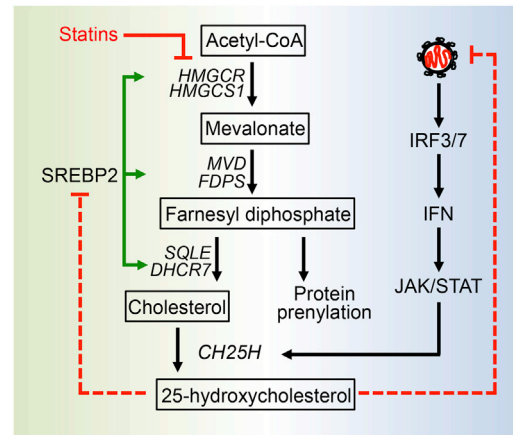 Statins
Acetyl-CoA
HMGCR
HMGCS1
Mevalonate
IRF3/7
MVD
FDPS
SREBP2
Farnesyl diphosphate
IFN
SQLE
DHCR7
Cholesterol
Protein
prenylation
JAK/STAT
CH25H
25-hydroxycholesterol